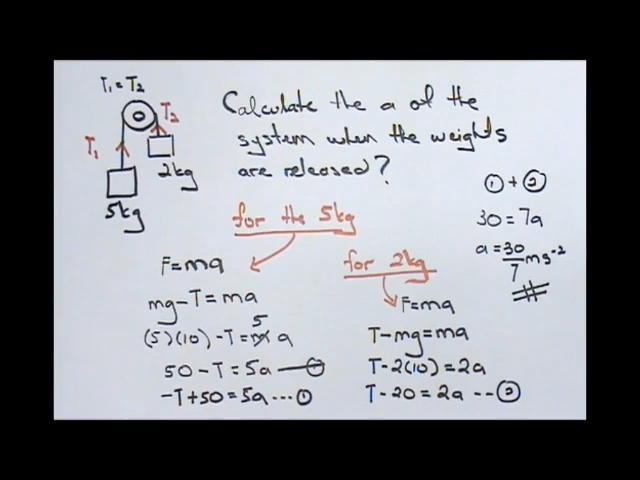 T₁ = T₂
T₁
T₂
5kg
2kg
Calculate the a of the
system when the weights
are released?
① + ②
30 = 7a
a = 30/7 ms⁻²
for the 5kg
F = ma
mg - T = ma
(5)(10) - T = 5 a
50 - T = 5a
-T + 50 = 5a --- ①
for 2kg
F = ma
T - mg = ma
T - 2(10) = 2a
T - 20 = 2a -- ②